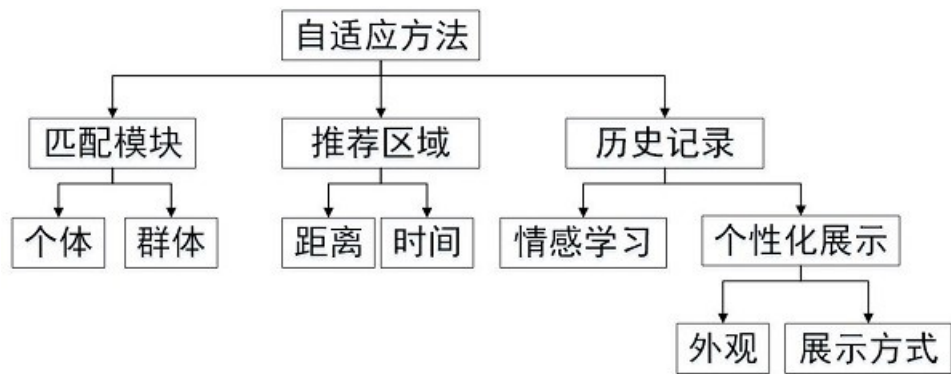 自适应方法
匹配模块
推荐区域
历史记录
个体
群体
距离
时间
情感学习
个性化展示
外观
展示方式